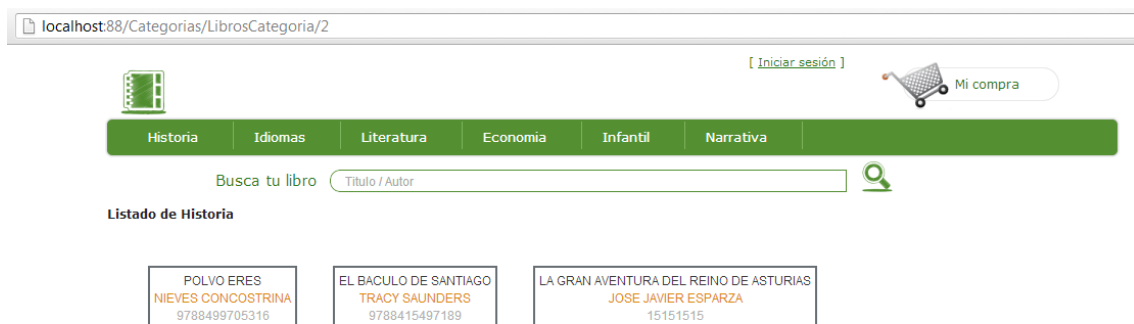 localhost:88/Categorias/LibrosCategoria/2
[ Iniciar sesión ]
Mi compra
Historia Idiomas Literatura Economia Infantil Narrativa
Busca tu libro Titulo / Autor
Listado de Historia
POLVO ERES EL BACULO DE SANTIAGO LA GRAN AVENTURA DEL REINO DE ASTURIAS
NIEVES CONCOSTRINA TRACY SAUNDERS JOSE JAVIER ESPARZA
9788499705316 9788415497189 15151515